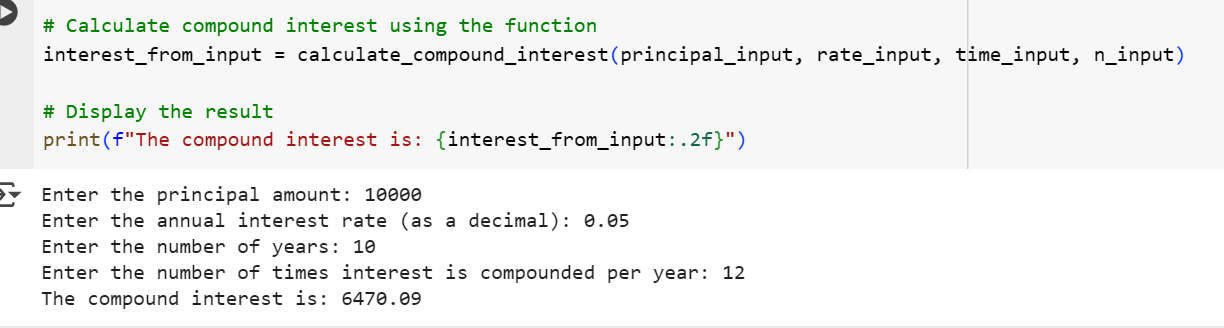 # Calculate compound interest using the function
interest_from_input = calculate_compound_interest(principal_input, rate_input, time_input, n_input)
# Display the result
print(f"The compound interest is: {interest_from_input:.2f}")
Enter the principal amount: 10000
Enter the annual interest rate (as a decimal): 0.05
Enter the number of years: 10
Enter the number of times interest is compounded per year: 12
The compound interest is: 6470.09